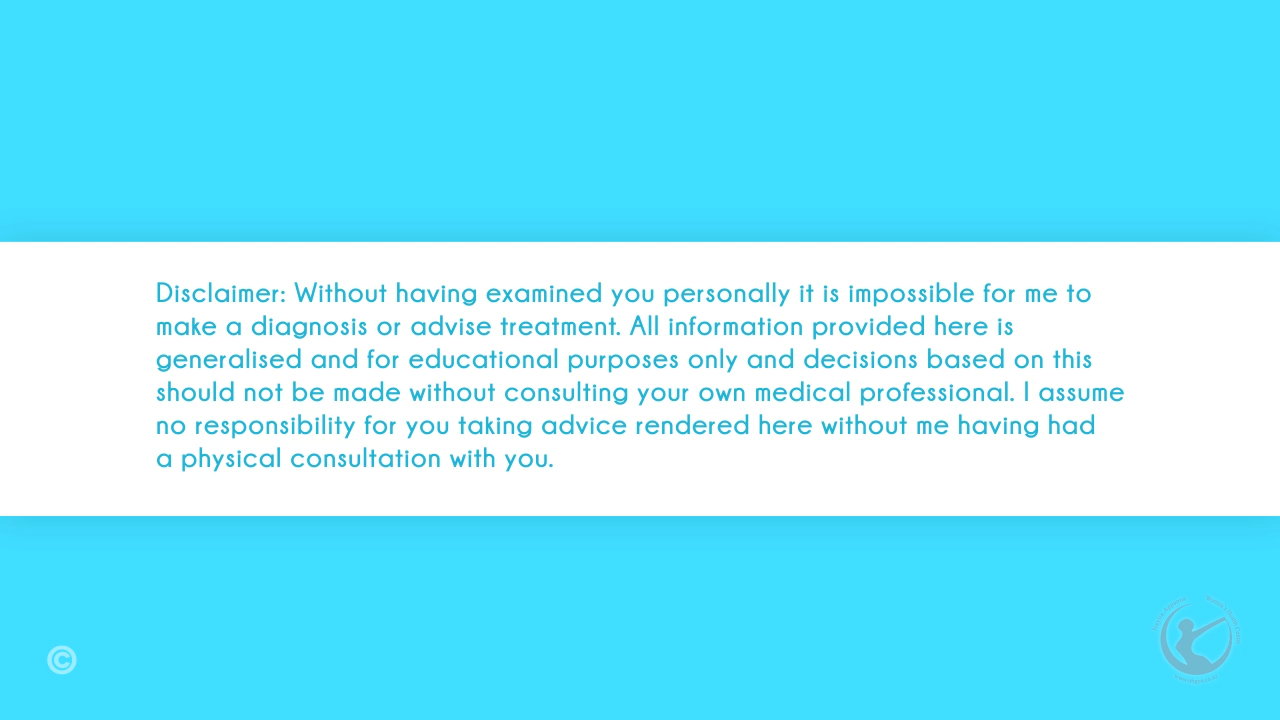 Disclaimer: Without having examined you personally it is impossible for me to
make a diagnosis or advise treatment. All information provided here is
generalised and for educational purposes only and decisions based on this
should not be made without consulting your own medical professional. I assume
no responsibility for you taking advice rendered here without me having had
a physical consultation with you.
©